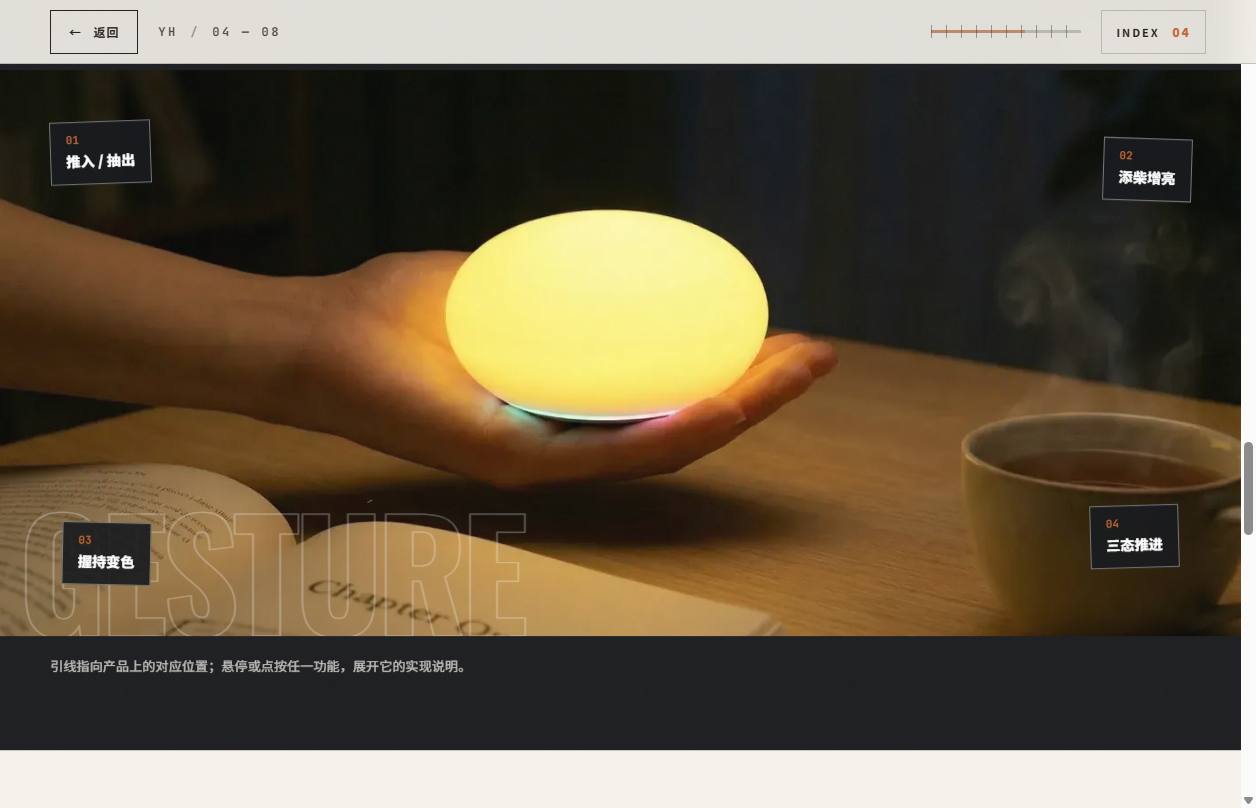 ← 返回
YH / 04 — 08
INDEX 04
01
推入 / 抽出
02
添柴增亮
03
握持变色
04
三态推进
GESTURE
Chapter
引线指向产品上的对应位置；悬停或点按任一功能，展开它的实现说明。